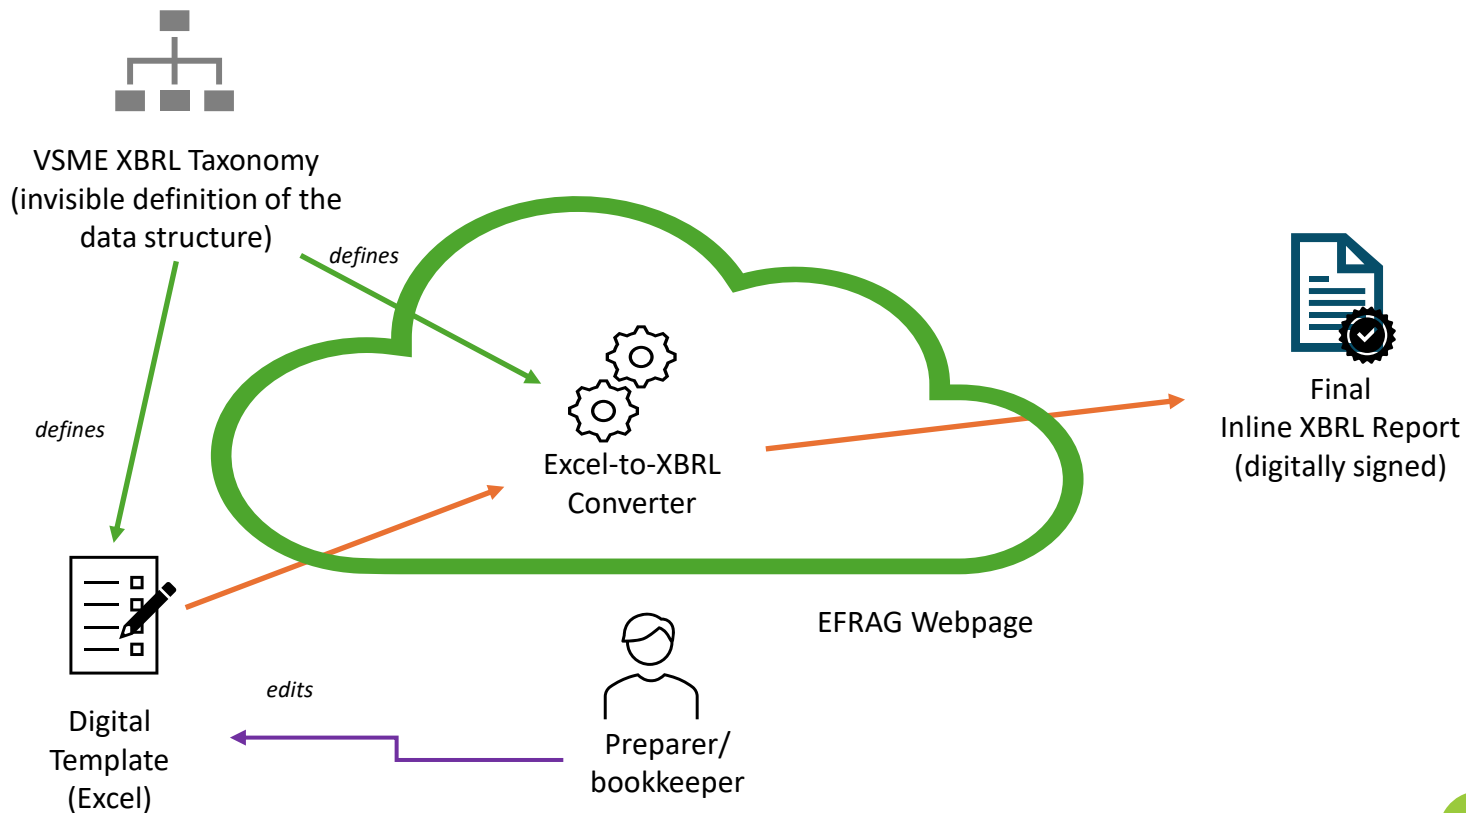 VSME XBRL Taxonomy
(invisible definition of the
data structure)
defines
defines
Excel-to-XBRL
Converter
Final
Inline XBRL Report
(digitally signed)
EFRAG Webpage
edits
Digital
Template
(Excel)
Preparer/
bookkeeper